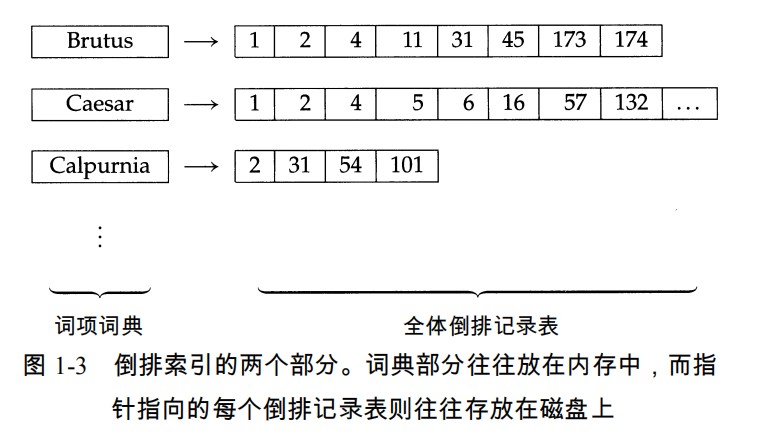 Brutus → 1 2 4 11 31 45 173 174
Caesar → 1 2 4 5 6 16 57 132 ...
Calpurnia → 2 31 54 101
⋮
词项词典 全体倒排记录表
图 1-3 倒排索引的两个部分。词典部分往往放在内存中，而指
针指向的每个倒排记录表则往往存放在磁盘上